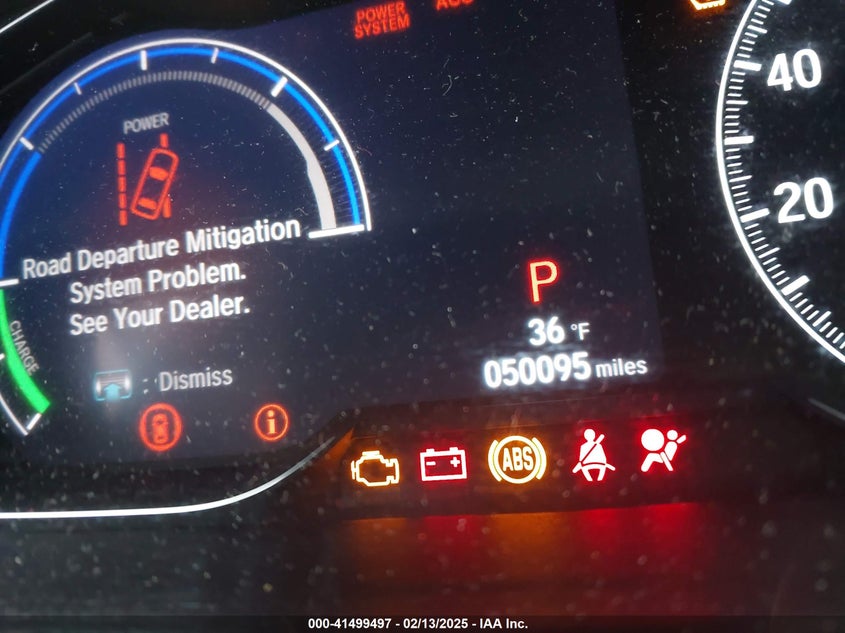 POWER
SYSTEM
40
POWER
20
Road Departure Mitigation
System Problem.
See Your Dealer.
P
36 °F
050095 miles
CHARGE
: Dismiss
i
ABS
000-41499497 - 02/13/2025 - IAA Inc.